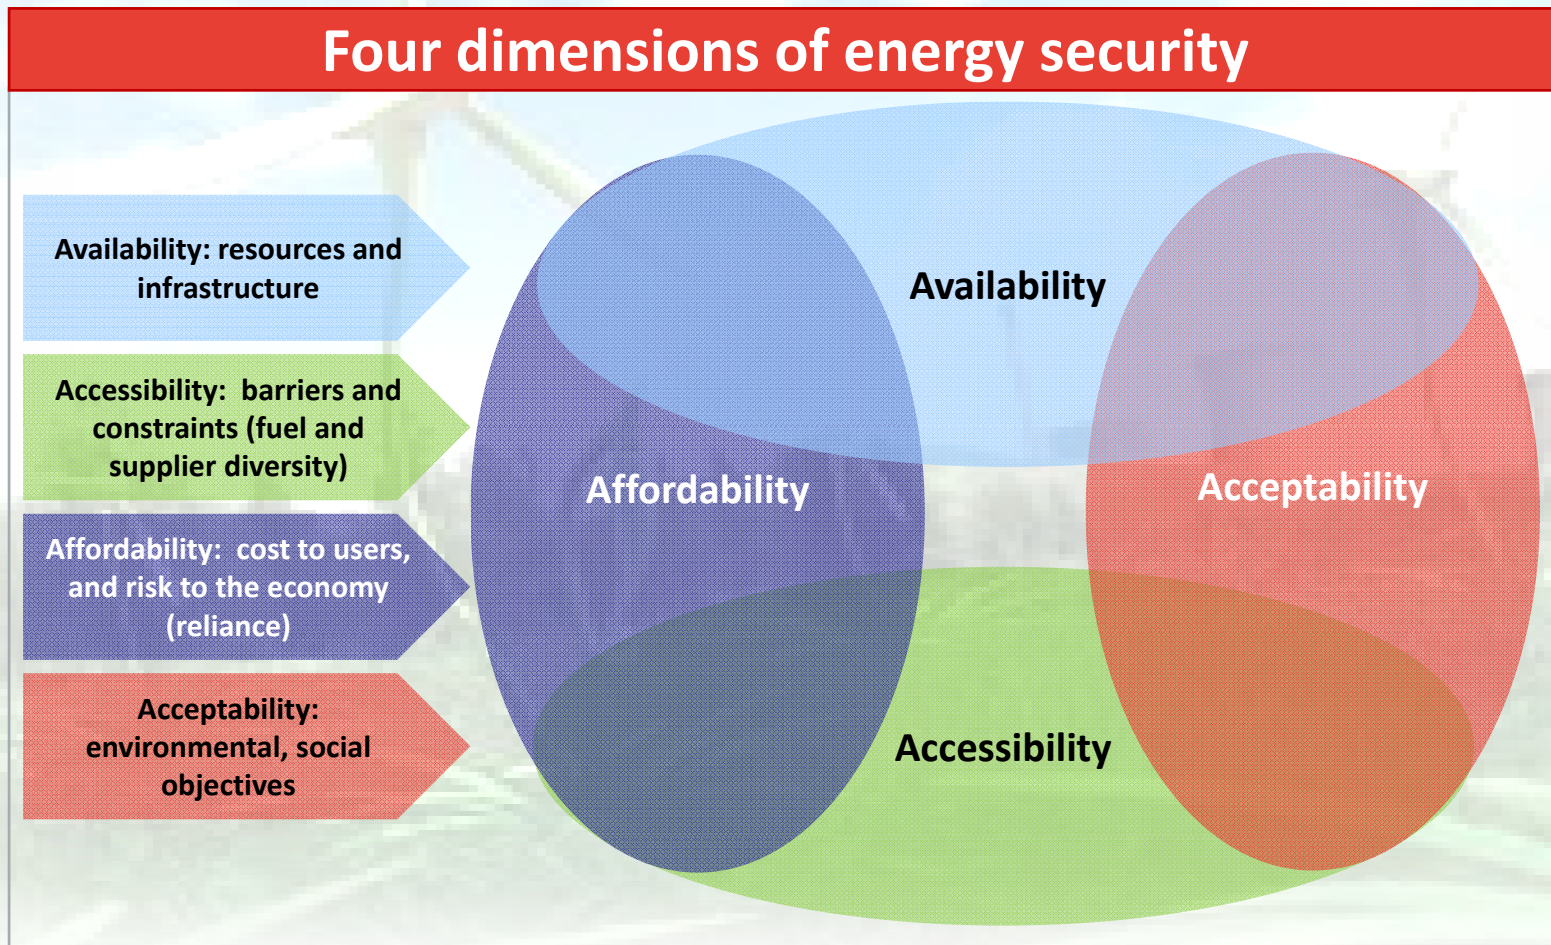 Four dimensions of energy security
Availability: resources and
infrastructure
Accessibility:  barriers and
constraints (fuel and
supplier diversity)
Affordability:  cost to users,
and risk to the economy
(reliance)
Acceptability:
environmental, social
objectives
Availability
Affordability
Acceptability
Accessibility